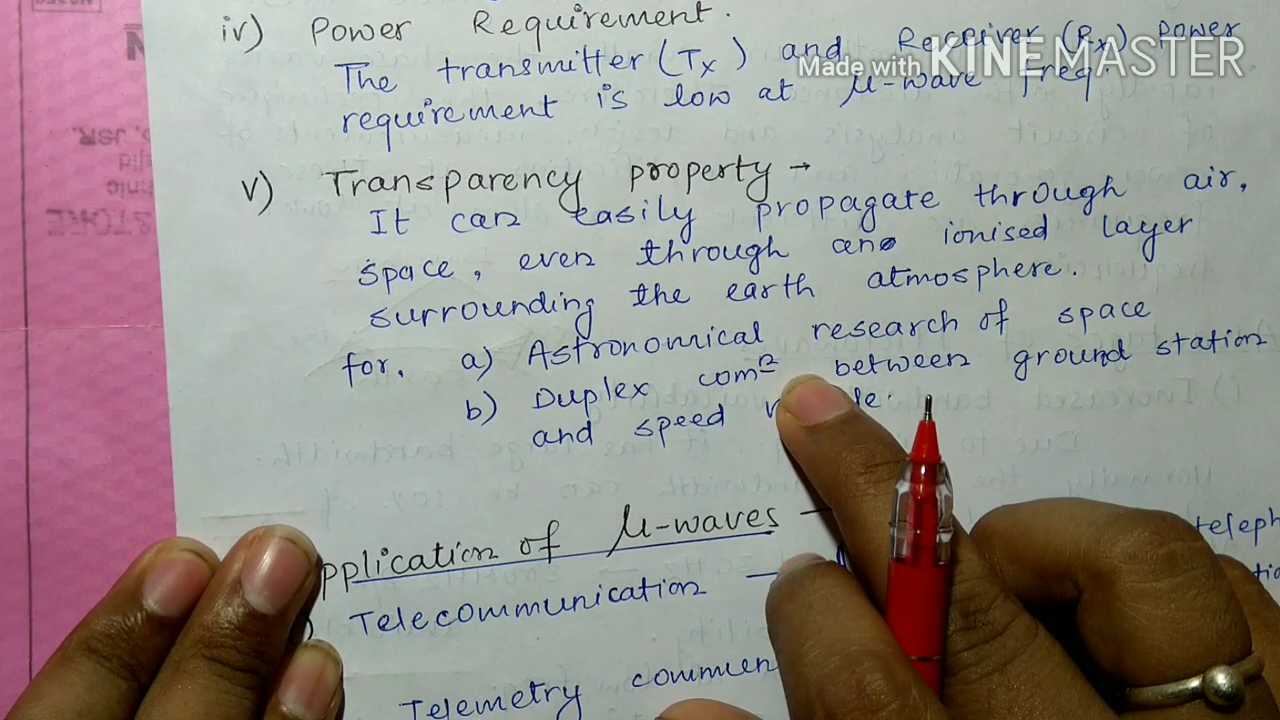 iv) Power Requirement.
The transmitter (Tx) and Receiver (Rx) power
Made with KINEMASTER
requirement is low at μ-wave freq.
v) Transparency property →
It can easily propagate through air,
space, even through an ionised layer
surrounding the earth atmosphere.
for, a) Astronomical research of space
b) Duplex comⁿ between ground station
and speed
Application of μ-waves —
Telecommunication —
Telemetry